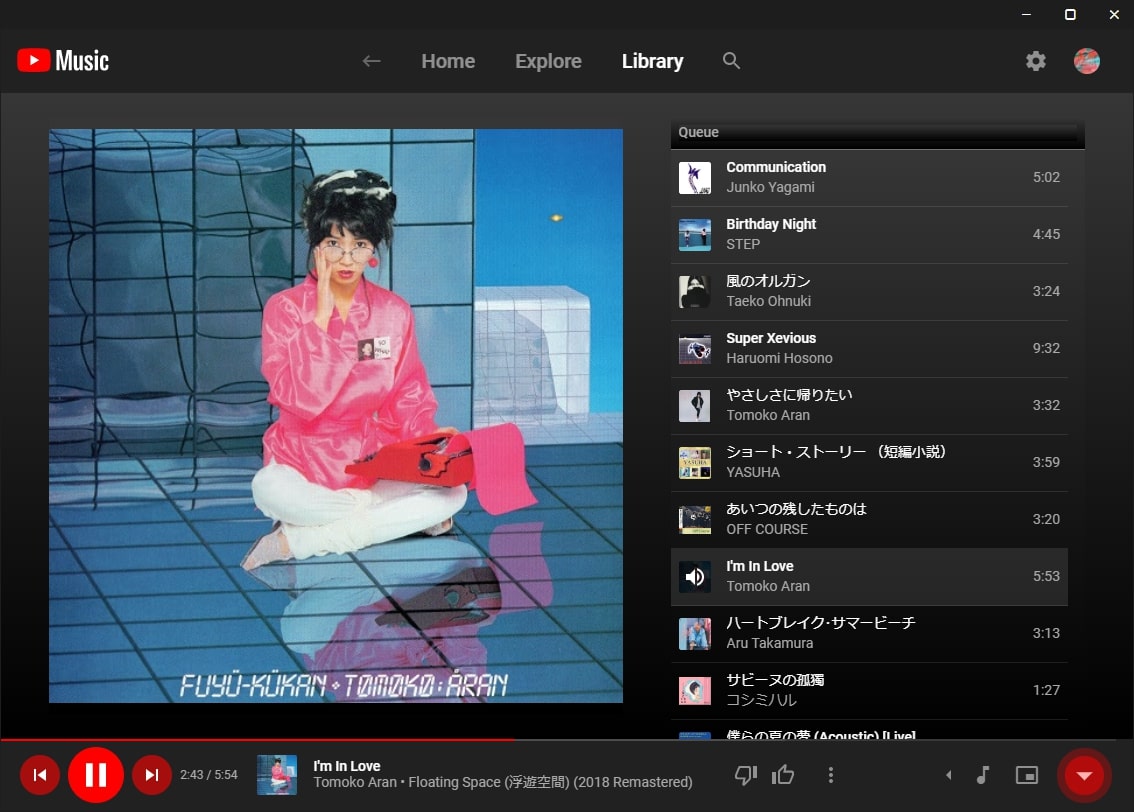 Music
Home
Explore
Library
FUYÜ-KÜKAN TOMOKO:ÅRAN
Queue
Communication
Junko Yagami
5:02
Birthday Night
STEP
4:45
風のオルガン
Taeko Ohnuki
3:24
Super Xevious
Haruomi Hosono
9:32
やさしさに帰りたい
Tomoko Aran
3:32
ショート・ストーリー （短編小説）
YASUHA
3:59
あいつの残したものは
OFF COURSE
3:20
I'm In Love
Tomoko Aran
5:53
ハートブレイク･サマービーチ
Aru Takamura
3:13
サビーヌの孤獨
コシミハル
1:27
僕らの夏の夢 (Acoustic) [Live]
2:43 / 5:54
I'm In Love
Tomoko Aran • Floating Space (浮遊空間) (2018 Remastered)